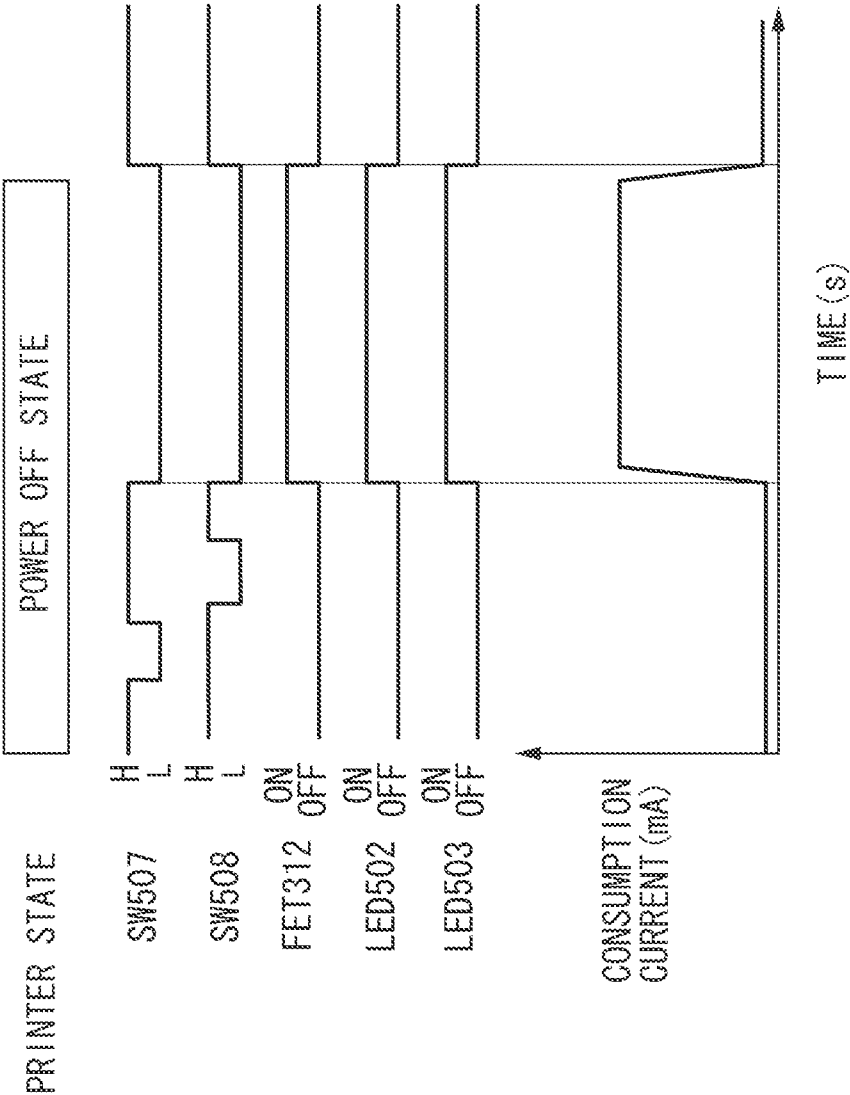 PRINTER STATE
POWER OFF STATE
SW507
H
L
SW508
H
L
FET312
ON
OFF
LED502
ON
OFF
LED503
ON
OFF
CONSUMPTION
CURRENT (mA)
TIME(s)